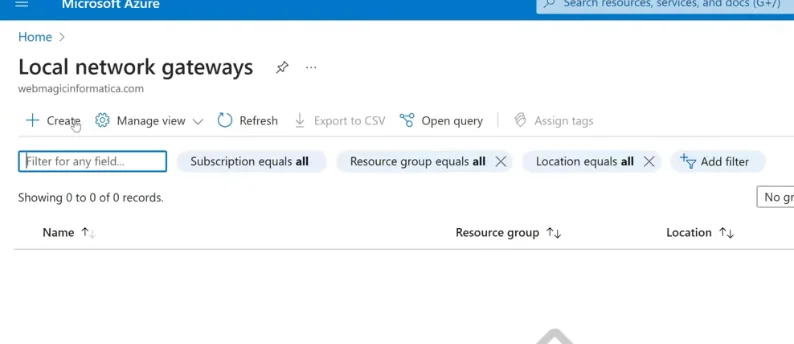 Microsoft Azure
Search resources, services, and docs (G+/)
Home
Local network gateways
webmagicinformatica.com
Create Manage view Refresh Export to CSV Open query Assign tags
Filter for any field... Subscription equals all Resource group equals all Location equals all Add filter
Showing 0 to 0 of 0 records.
No gr
Name Resource group Location